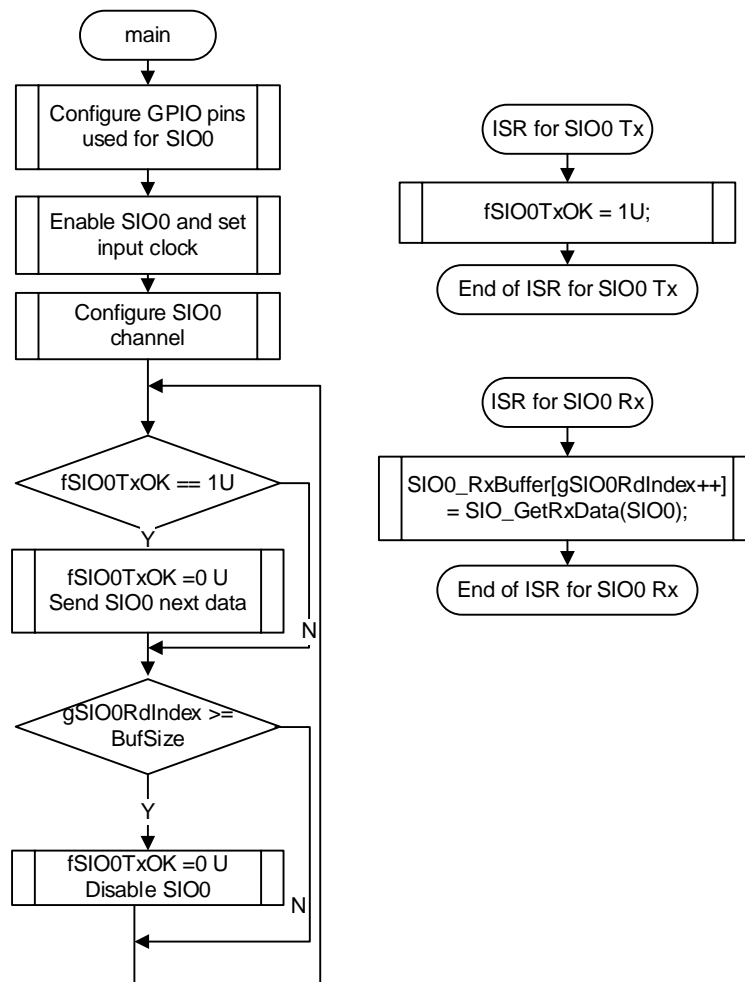 main
Configure GPIO pins
used for SIO0
Enable SIO0 and set
input clock
Configure SIO0
channel
fSIO0TxOK == 1U
Y
fSIO0TxOK =0 U
Send SIO0 next data
N
gSIO0RdIndex >=
BufSize
Y
fSIO0TxOK =0 U
Disable SIO0
N
ISR for SIO0 Tx
fSIO0TxOK = 1U;
End of ISR for SIO0 Tx
ISR for SIO0 Rx
SIO0_RxBuffer[gSIO0RdIndex++]
= SIO_GetRxData(SIO0);
End of ISR for SIO0 Rx